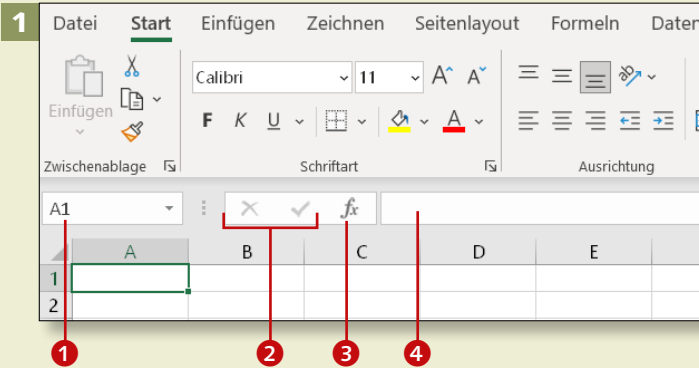 1
Datei Start Einfügen Zeichnen Seitenlayout Formeln Daten
Calibri 11 A A
Einfügen
F K U A
Zwischenablage Schriftart Ausrichtung
A1 fx
A B C D E
1
2
1 2 3 4